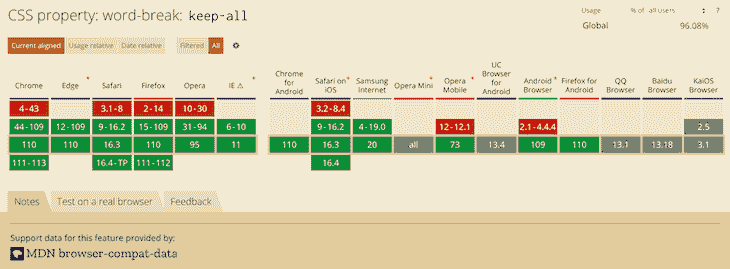 CSS property: word-break: keep-all
Usage % of all users ?
Global 96.08%
Current aligned Usage relative Date relative Filtered All
Chrome Edge * Safari Firefox Opera IE ⚠ * Chrome for Android Safari on iOS * Samsung Internet Opera Mini * Opera Mobile * UC Browser for Android Android Browser * Firefox for Android QQ Browser Baidu Browser KaiOS Browser
4-43 3.1-8 2-14 10-30 3.2-8.4
44-109 12-109 9-16.2 15-109 31-94 6-10 9-16.2 4-19.0 12-12.1 2.1-4.4.4 2.5
110 110 16.3 110 95 11 110 16.3 20 all 73 13.4 109 110 13.1 13.18 3.1
111-113 16.4-TP 111-112 16.4
Notes Test on a real browser Feedback
Support data for this feature provided by:
MDN browser-compat-data